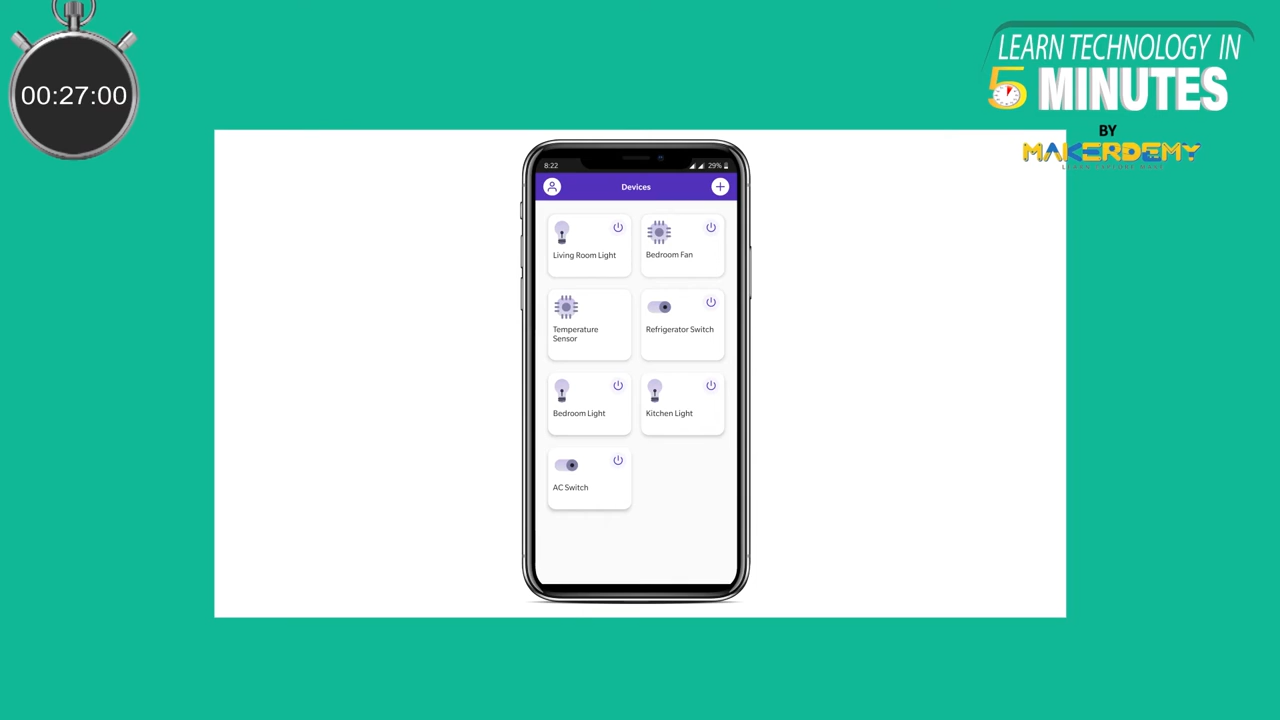 00:27:00
LEARN TECHNOLOGY IN
5 MINUTES
BY
MAKERDEMY
8:22
29%
Devices
Living Room Light
Bedroom Fan
Temperature
Sensor
Refrigerator Switch
Bedroom Light
Kitchen Light
AC Switch